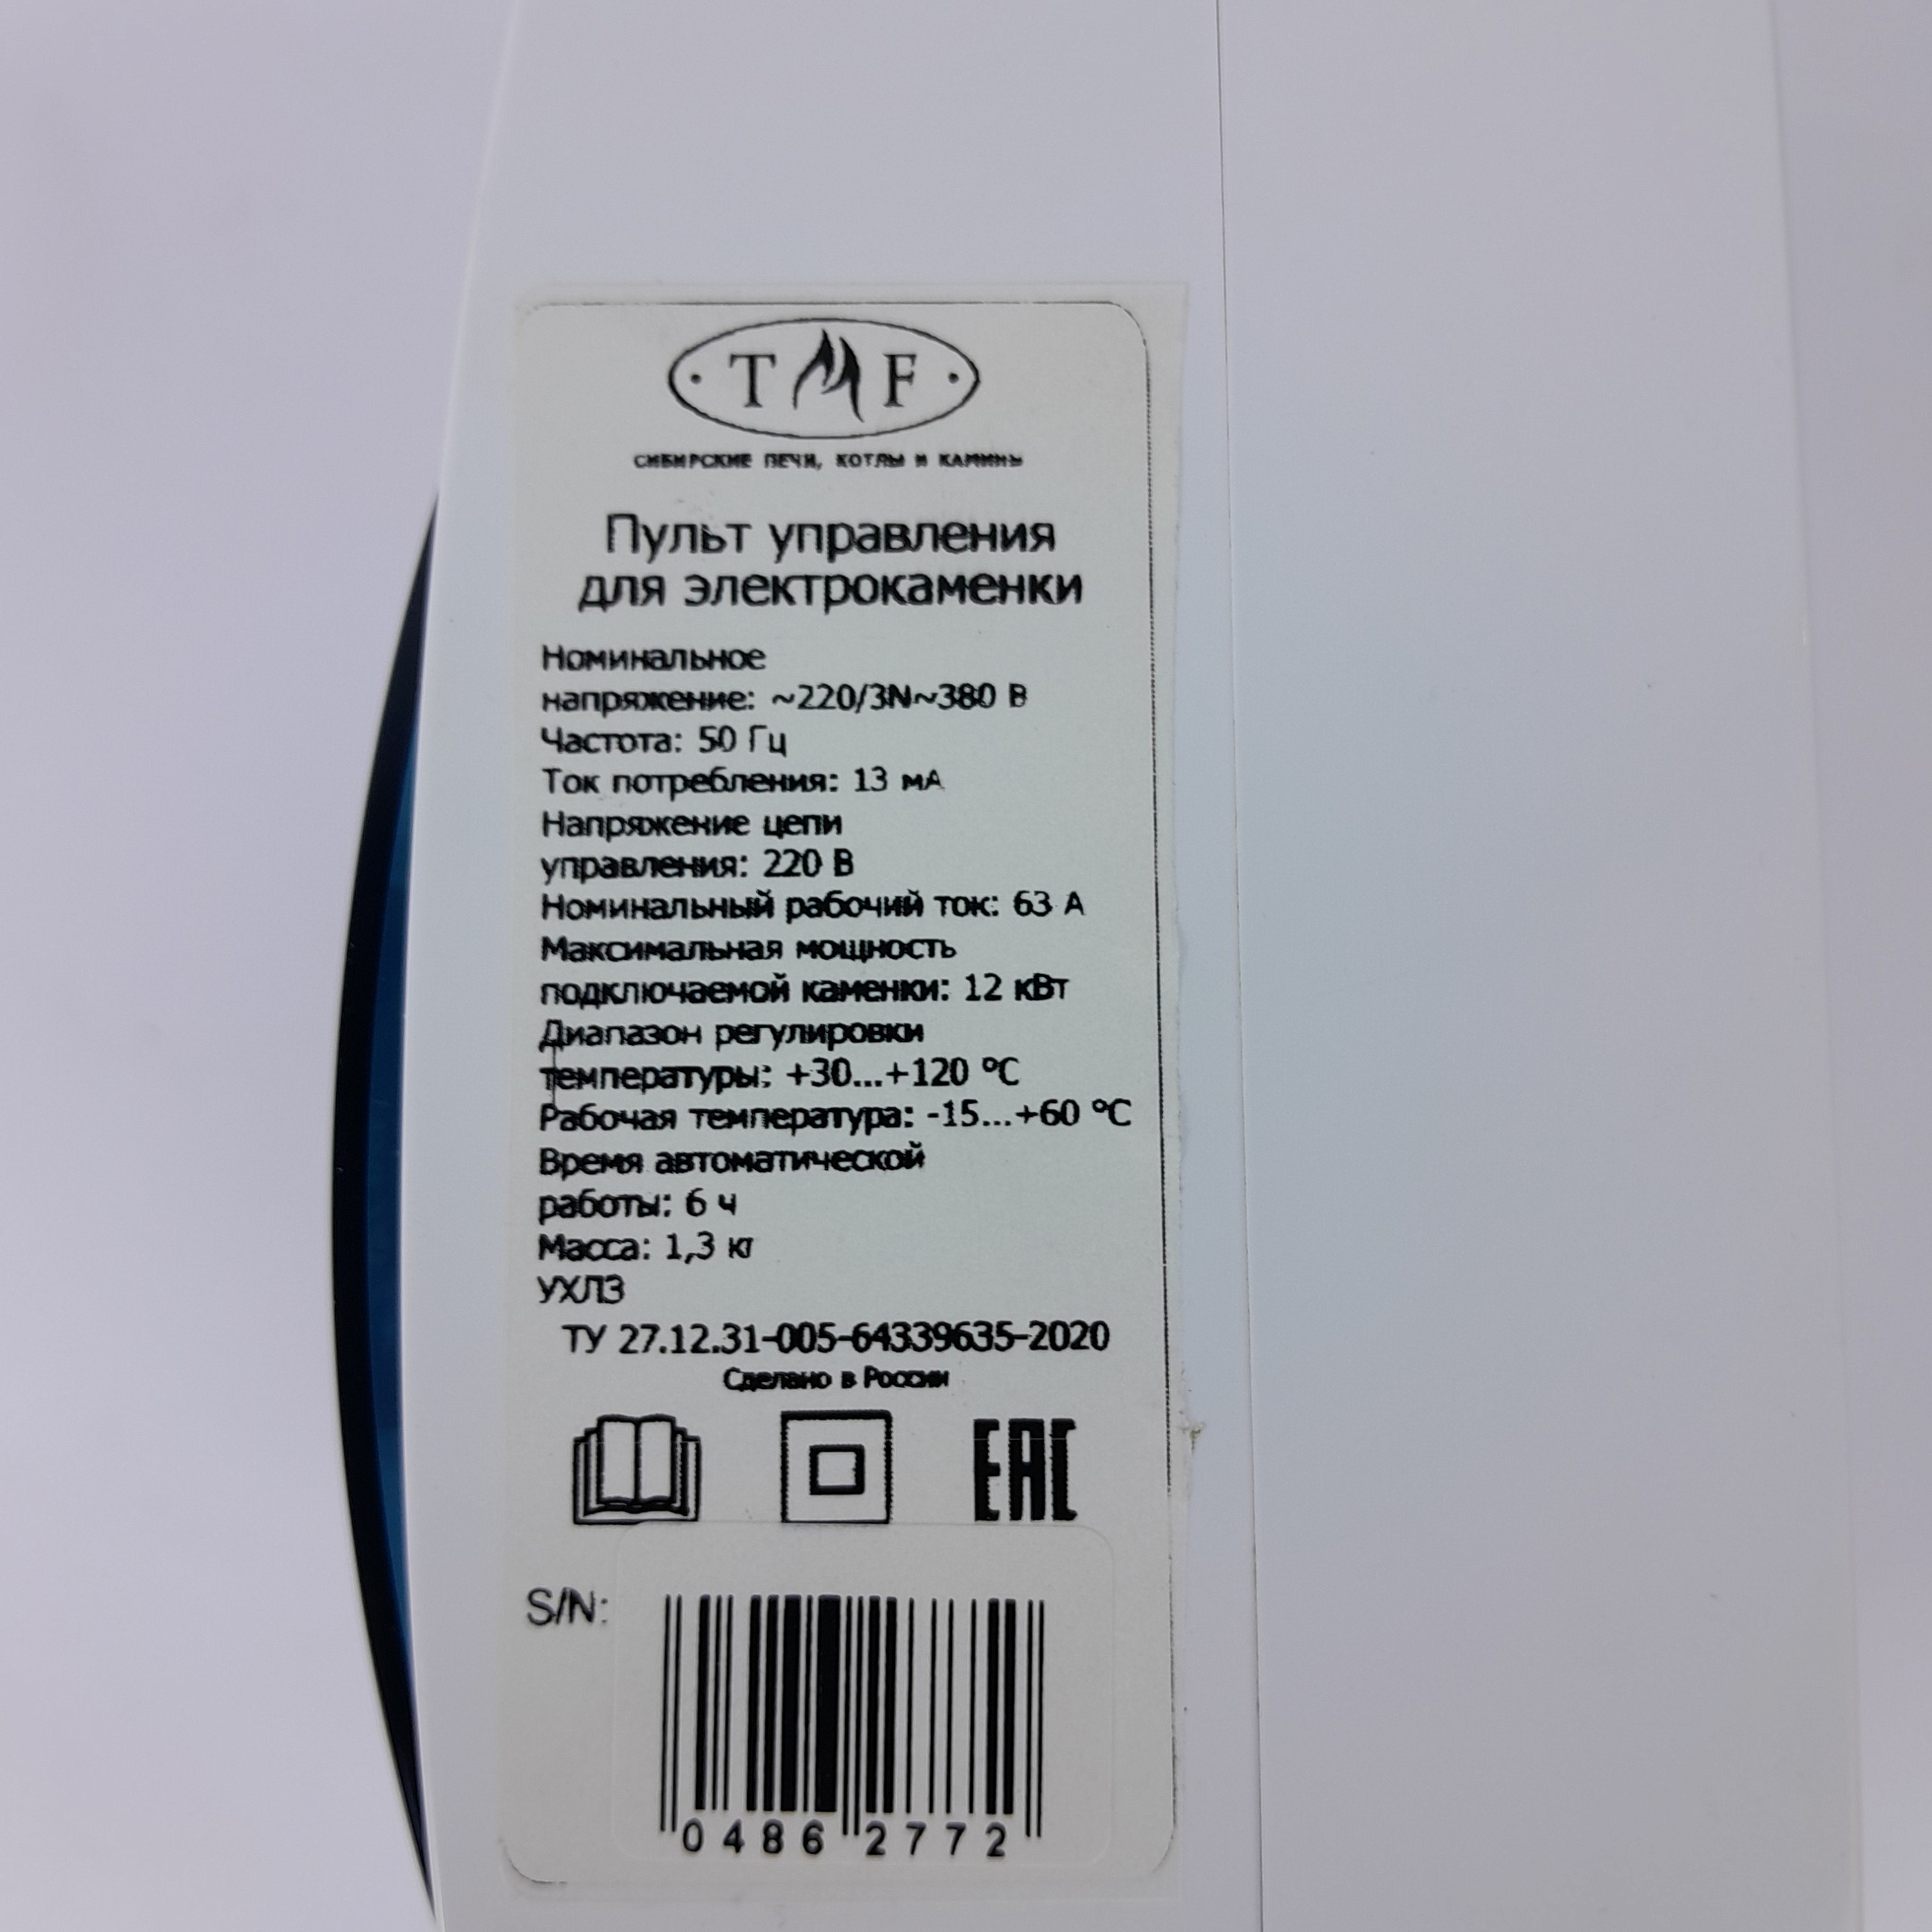 T M F
СИБИРСКИЕ ПЕЧИ, КОТЛЫ И КАМИНЫ
Пульт управления
для электрокаменки
Номинальное
напряжение: ~220/3N~380 В
Частота: 50 Гц
Ток потребления: 13 мА
Напряжение цепи
управления: 220 В
Номинальный рабочий ток: 63 А
Максимальная мощность
подключаемой каменки: 12 кВт
Диапазон регулировки
температуры: +30...+120 °С
Рабочая температура: -15...+60 °С
Время автоматической
работы: 6 ч
Масса: 1,3 кг
УХЛ3
ТУ 27.12.31-005-64339635-2020
Сделано в России
EAC
S/N:
0486 2772